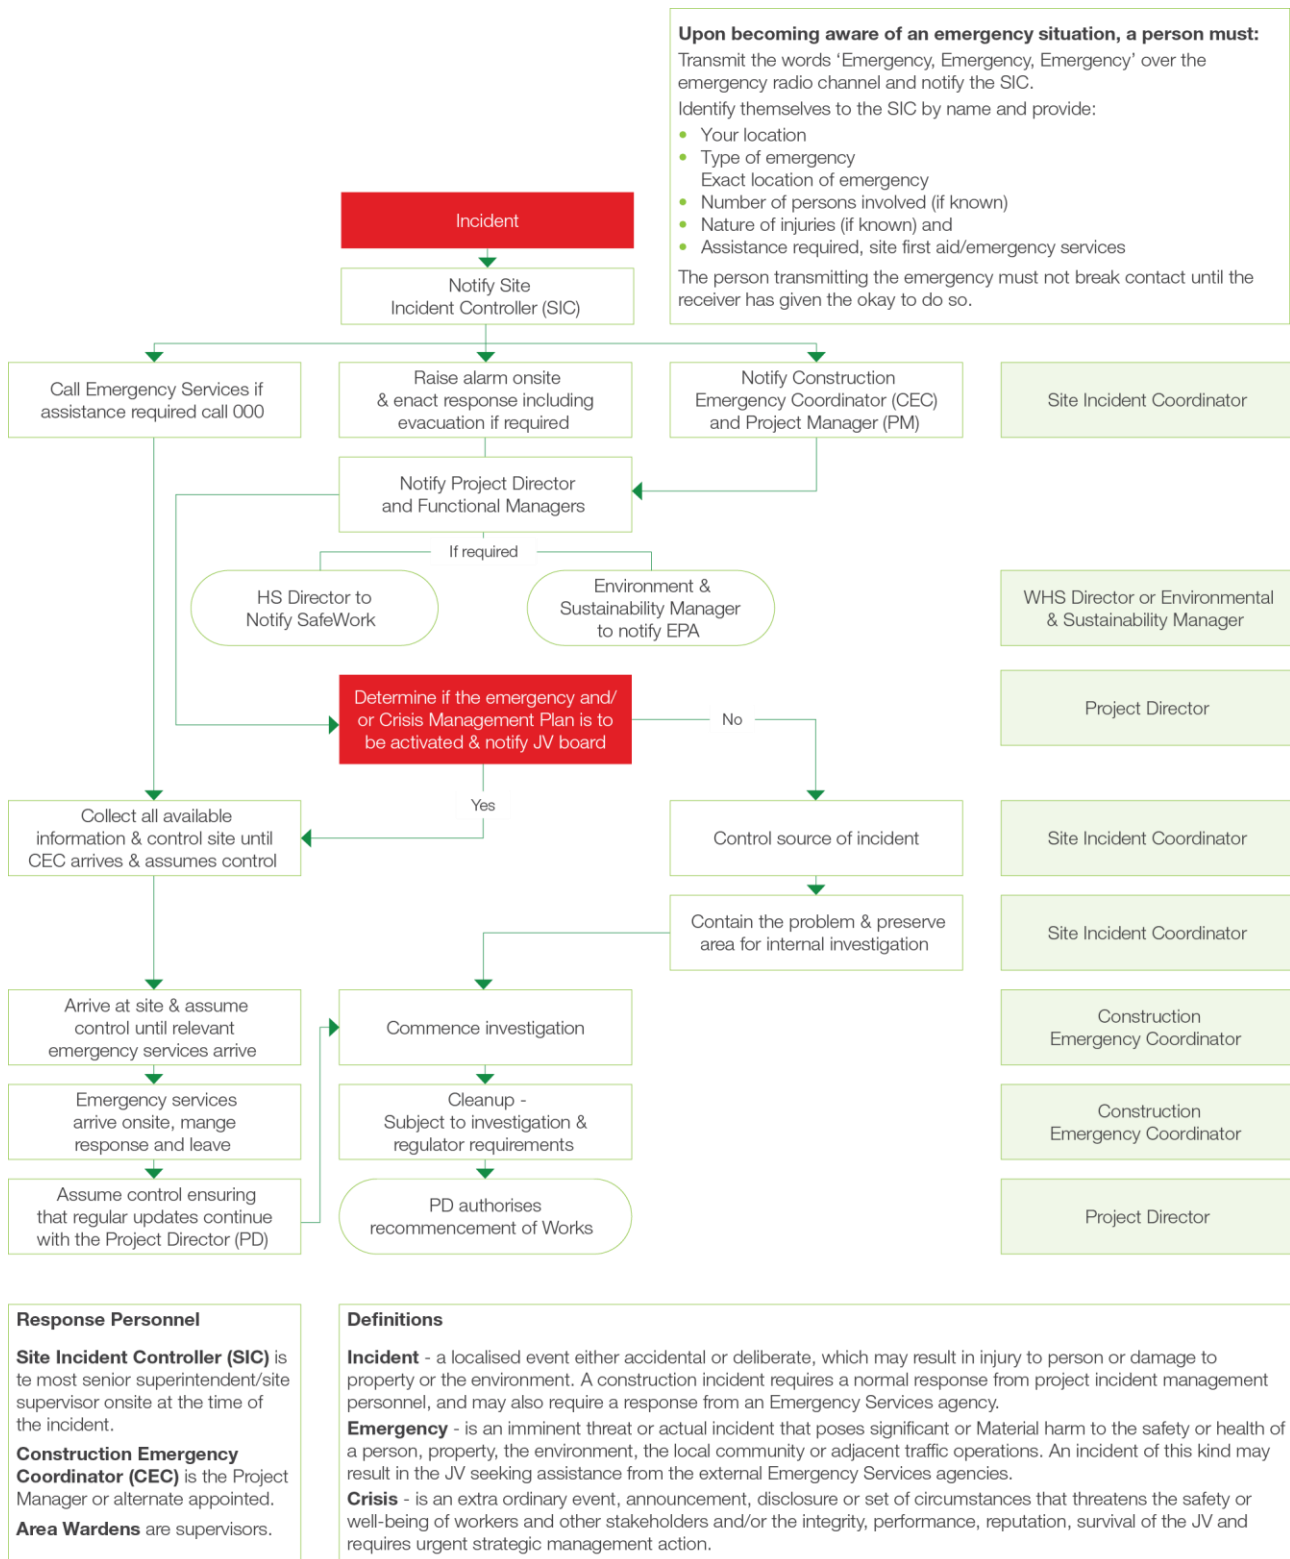 Upon becoming aware of an emergency situation, a person must:
Transmit the words ‘Emergency, Emergency, Emergency’ over the
emergency radio channel and notify the SIC.
Identify themselves to the SIC by name and provide:
• Your location
• Type of emergency
Exact location of emergency
• Number of persons involved (if known)
• Nature of injuries (if known) and
• Assistance required, site first aid/emergency services
The person transmitting the emergency must not break contact until the
receiver has given the okay to do so.
Incident
Notify Site
Incident Controller (SIC)
Call Emergency Services if
assistance required call 000
Raise alarm onsite
& enact response including
evacuation if required
Notify Construction
Emergency Coordinator (CEC)
and Project Manager (PM)
Site Incident Coordinator
Notify Project Director
and Functional Managers
If required
HS Director to
Notify SafeWork
Environment &
Sustainability Manager
to notify EPA
WHS Director or Environmental
& Sustainability Manager
Determine if the emergency and/
or Crisis Management Plan is to
be activated & notify JV board
No
Project Director
Yes
Collect all available
information & control site until
CEC arrives & assumes control
Control source of incident
Site Incident Coordinator
Contain the problem & preserve
area for internal investigation
Site Incident Coordinator
Arrive at site & assume
control until relevant
emergency services arrive
Commence investigation
Construction
Emergency Coordinator
Emergency services
arrive onsite, mange
response and leave
Cleanup -
Subject to investigation &
regulator requirements
Construction
Emergency Coordinator
Assume control ensuring
that regular updates continue
with the Project Director (PD)
PD authorises
recommencement of Works
Project Director
Response Personnel
Site Incident Controller (SIC) is
te most senior superintendent/site
supervisor onsite at the time of
the incident.
Construction Emergency
Coordinator (CEC) is the Project
Manager or alternate appointed.
Area Wardens are supervisors.
Definitions
Incident - a localised event either accidental or deliberate, which may result in injury to person or damage to
property or the environment. A construction incident requires a normal response from project incident management
personnel, and may also require a response from an Emergency Services agency.
Emergency - is an imminent threat or actual incident that poses significant or Material harm to the safety or health of
a person, property, the environment, the local community or adjacent traffic operations. An incident of this kind may
result in the JV seeking assistance from the external Emergency Services agencies.
Crisis - is an extra ordinary event, announcement, disclosure or set of circumstances that threatens the safety or
well-being of workers and other stakeholders and/or the integrity, performance, reputation, survival of the JV and
requires urgent strategic management action.